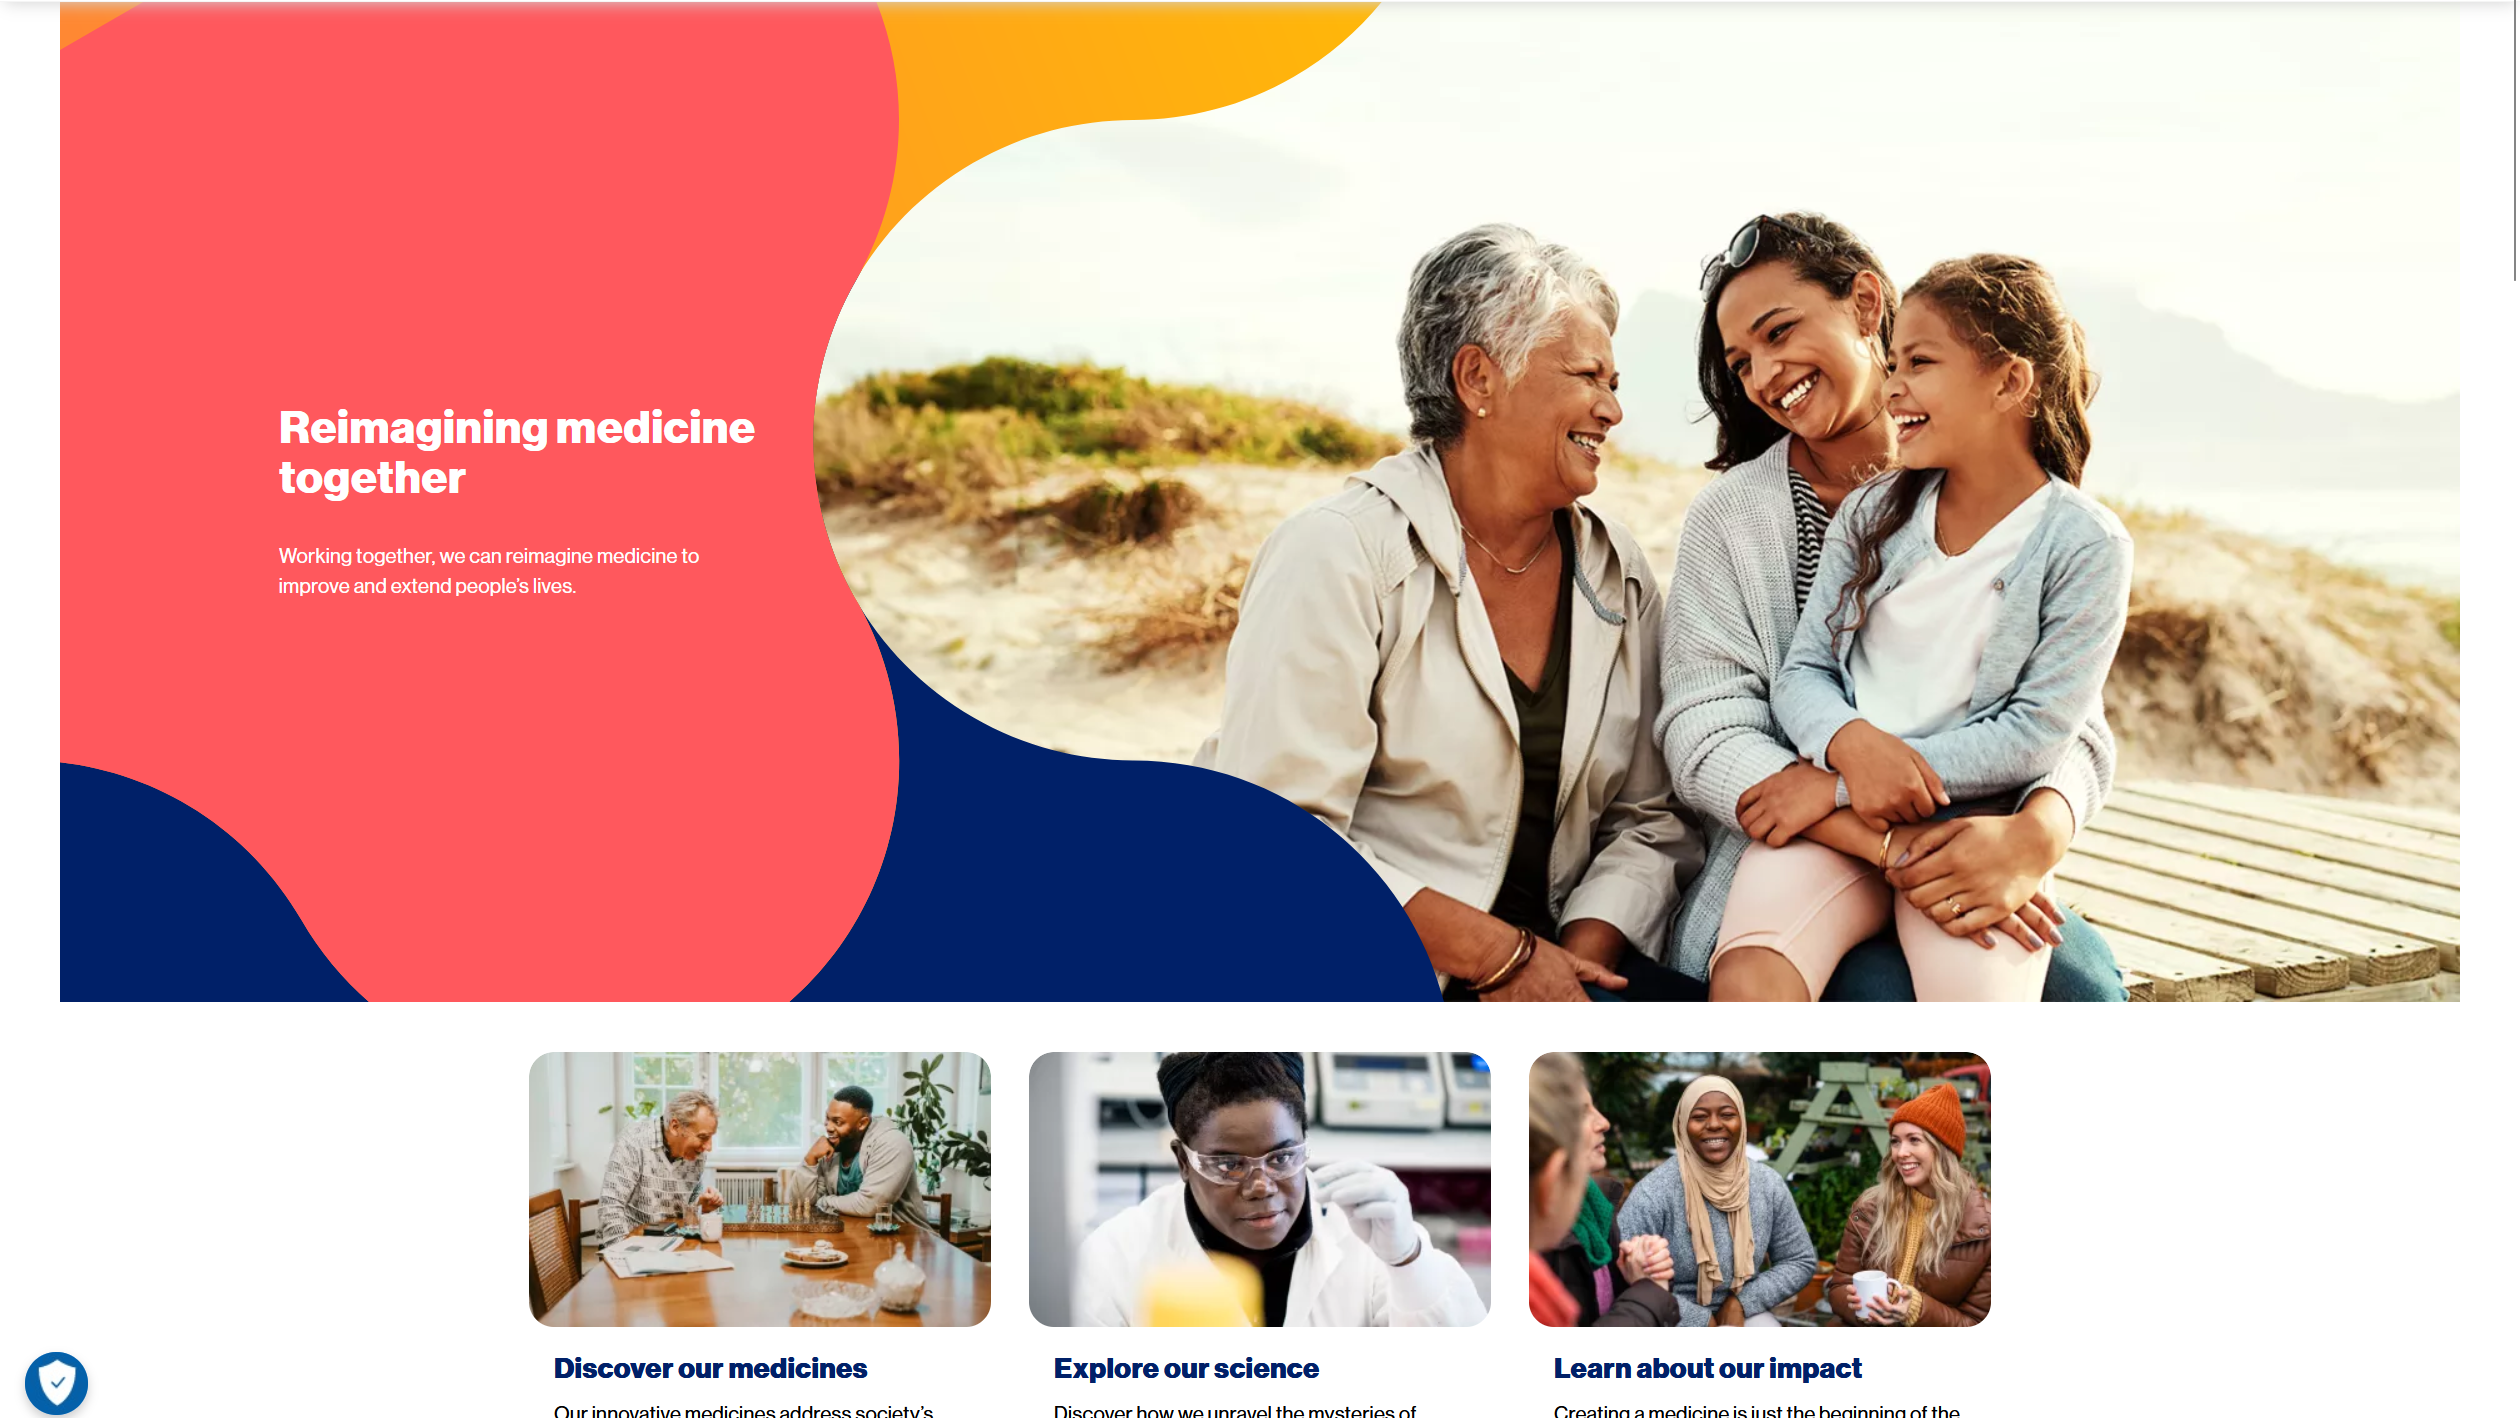 Reimagining medicine
together
Working together, we can reimagine medicine to
improve and extend people's lives.
Discover our medicines
Explore our science
Learn about our impact
Our innovative medicines address society's
Discover how we unravel the mysteries of
Creating a medicine is just the beginning of the